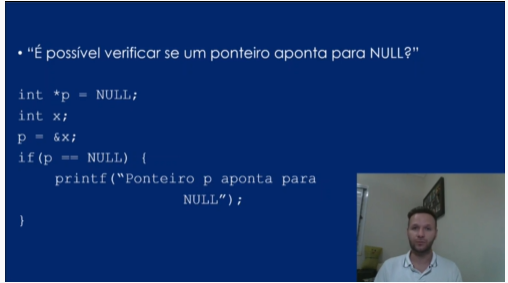 • “É possível verificar se um ponteiro aponta para NULL?”
int *p = NULL;
int x;
p = &x;
if(p == NULL) {
printf(“Ponteiro p aponta para
NULL”);
}